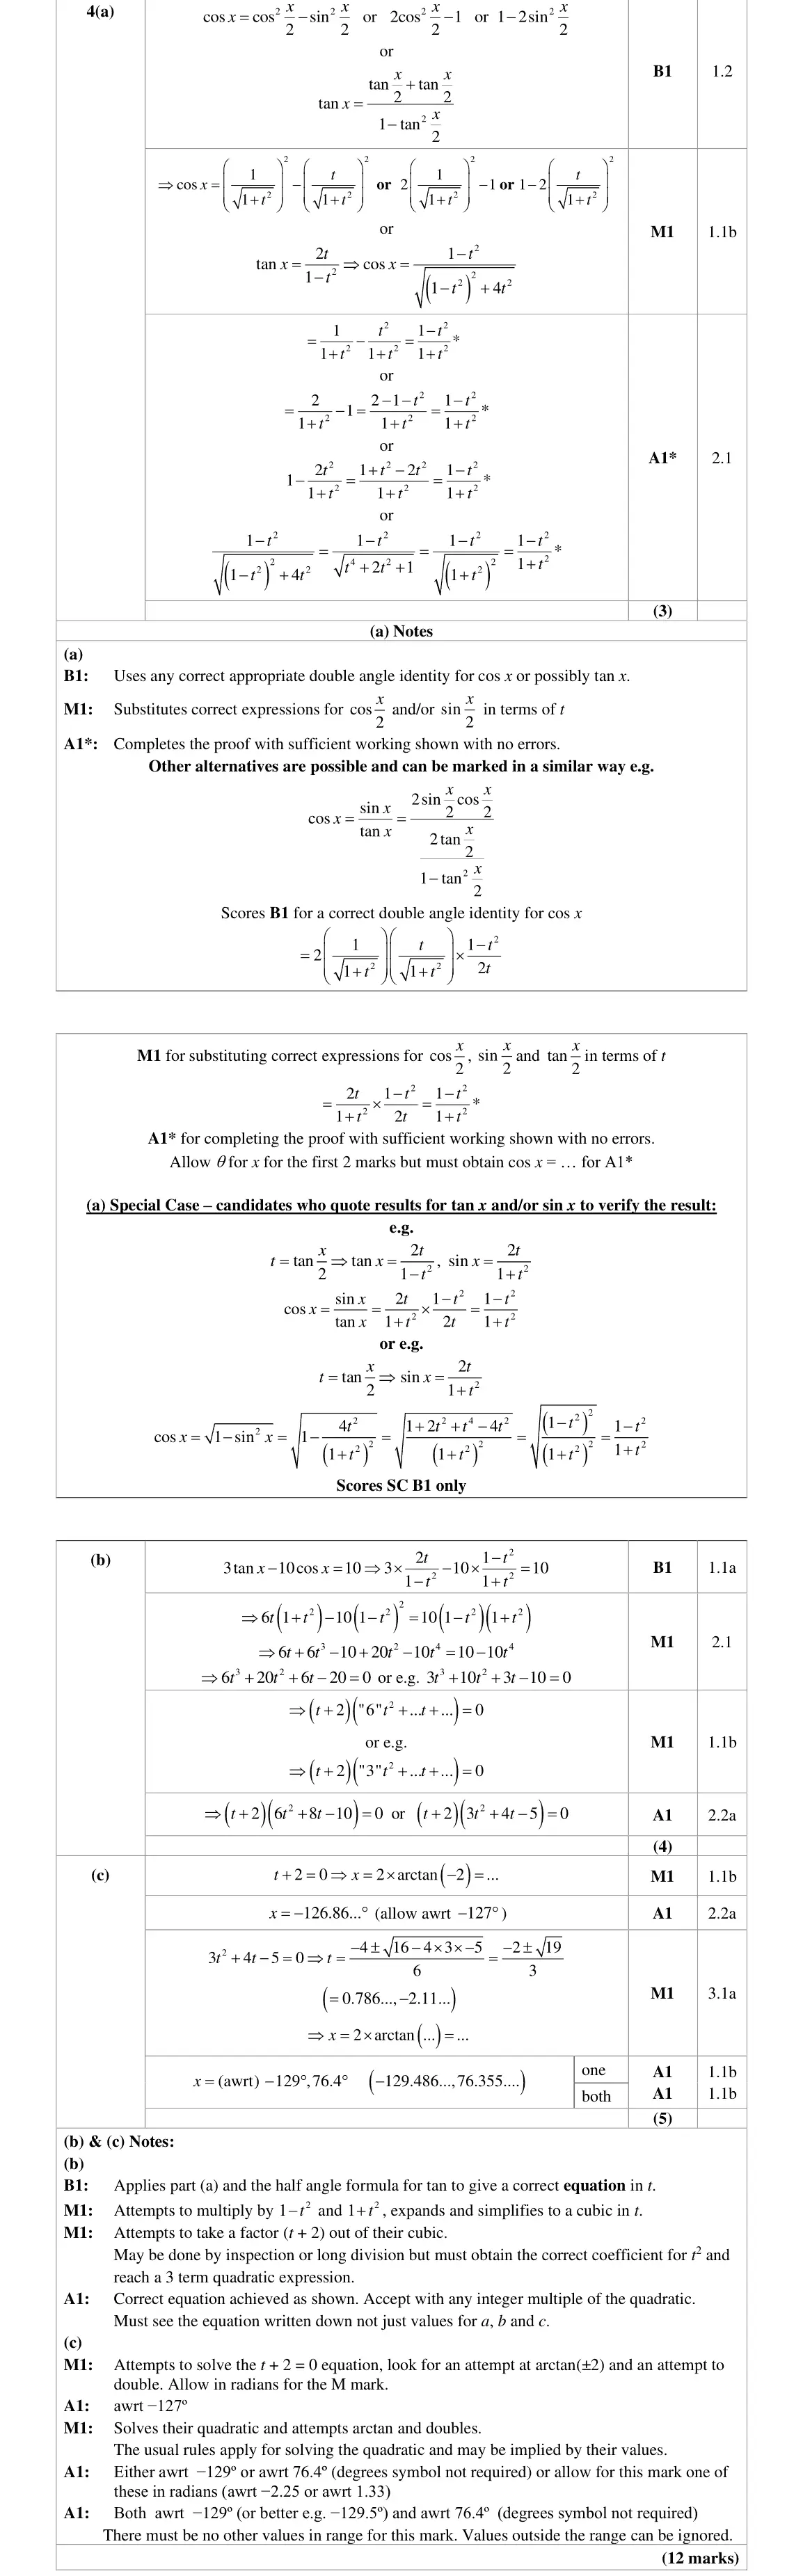 4(a)
cos x = cos² x/2 − sin² x/2 or 2cos² x/2 − 1 or 1 − 2sin² x/2
or
tan x = (tan x/2 + tan x/2)/(1 − tan² x/2)
B1 1.2
⇒ cos x = (1/√(1+t²))² − (t/√(1+t²))² or 2(1/√(1+t²))² − 1 or 1 − 2(t/√(1+t²))²
or
tan x = 2t/(1−t²) ⇒ cos x = (1−t²)/√((1−t²)² + 4t²)
M1 1.1b
= 1/(1+t²) − t²/(1+t²) = (1−t²)/(1+t²) *
or
= 2/(1+t²) − 1 = (2−1−t²)/(1+t²) = (1−t²)/(1+t²) *
or
1 − 2t²/(1+t²) = (1+t²−2t²)/(1+t²) = (1−t²)/(1+t²) *
or
(1−t²)/√((1−t²)² + 4t²) = (1−t²)/√(t⁴+2t²+1) = (1−t²)/√((1+t²)²) = (1−t²)/(1+t²) *
A1* 2.1
(3)
(a) Notes
(a)
B1: Uses any correct appropriate double angle identity for cos x or possibly tan x.
M1: Substitutes correct expressions for cos x/2 and/or sin x/2 in terms of t
A1*: Completes the proof with sufficient working shown with no errors.
Other alternatives are possible and can be marked in a similar way e.g.
cos x = sin x/tan x = (2 sin x/2 cos x/2)/((2 tan x/2)/(1 − tan² x/2))
Scores B1 for a correct double angle identity for cos x
= 2(1/√(1+t²))(t/√(1+t²)) × (1−t²)/2t
M1 for substituting correct expressions for cos x/2, sin x/2 and tan x/2 in terms of t
= 2t/(1+t²) × (1−t²)/2t = (1−t²)/(1+t²) *
A1* for completing the proof with sufficient working shown with no errors.
Allow θ for x for the first 2 marks but must obtain cos x = … for A1*
(a) Special Case – candidates who quote results for tan x and/or sin x to verify the result:
e.g.
t = tan x/2 ⇒ tan x = 2t/(1−t²), sin x = 2t/(1+t²)
cos x = sin x/tan x = 2t/(1+t²) × (1−t²)/2t = (1−t²)/(1+t²)
or e.g.
t = tan x/2 ⇒ sin x = 2t/(1+t²)
cos x = √(1−sin² x) = √(1 − 4t²/(1+t²)²) = √((1+2t²+t⁴−4t²)/(1+t²)²) = √((1−t²)²/(1+t²)²) = (1−t²)/(1+t²)
Scores SC B1 only
(b)
3 tan x − 10 cos x = 10 ⇒ 3 × 2t/(1−t²) − 10 × (1−t²)/(1+t²) = 10
B1 1.1a
⇒ 6t(1+t²) − 10(1−t²)² = 10(1−t²)(1+t²)
⇒ 6t + 6t³ − 10 + 20t² − 10t⁴ = 10 − 10t⁴
⇒ 6t³ + 20t² + 6t − 20 = 0 or e.g. 3t³ + 10t² + 3t − 10 = 0
M1 2.1
⇒ (t+2)("6"t² + ...t + ...) = 0
or e.g.
⇒ (t+2)("3"t² + ...t + ...) = 0
M1 1.1b
⇒ (t+2)(6t² + 8t − 10) = 0 or (t+2)(3t² + 4t − 5) = 0
A1 2.2a
(4)
(c)
t + 2 = 0 ⇒ x = 2 × arctan(−2) = ...
M1 1.1b
x = −126.86...° (allow awrt −127°)
A1 2.2a
3t² + 4t − 5 = 0 ⇒ t = (−4 ± √(16 − 4×3×−5))/6 = (−2 ± √19)/3
(= 0.786..., −2.11...)
⇒ x = 2 × arctan(...) = ...
M1 3.1a
x = (awrt) −129°, 76.4° (−129.486..., 76.355....)
one A1 1.1b
both A1 1.1b
(5)
(b) & (c) Notes:
(b)
B1: Applies part (a) and the half angle formula for tan to give a correct equation in t.
M1: Attempts to multiply by 1−t² and 1+t², expands and simplifies to a cubic in t.
M1: Attempts to take a factor (t + 2) out of their cubic.
May be done by inspection or long division but must obtain the correct coefficient for t² and
reach a 3 term quadratic expression.
A1: Correct equation achieved as shown. Accept with any integer multiple of the quadratic.
Must see the equation written down not just values for a, b and c.
(c)
M1: Attempts to solve the t + 2 = 0 equation, look for an attempt at arctan(±2) and an attempt to
double. Allow in radians for the M mark.
A1: awrt −127º
M1: Solves their quadratic and attempts arctan and doubles.
The usual rules apply for solving the quadratic and may be implied by their values.
A1: Either awrt −129º or awrt 76.4º (degrees symbol not required) or allow for this mark one of
these in radians (awrt −2.25 or awrt 1.33)
A1: Both awrt −129º (or better e.g. −129.5º) and awrt 76.4º (degrees symbol not required)
There must be no other values in range for this mark. Values outside the range can be ignored.
(12 marks)